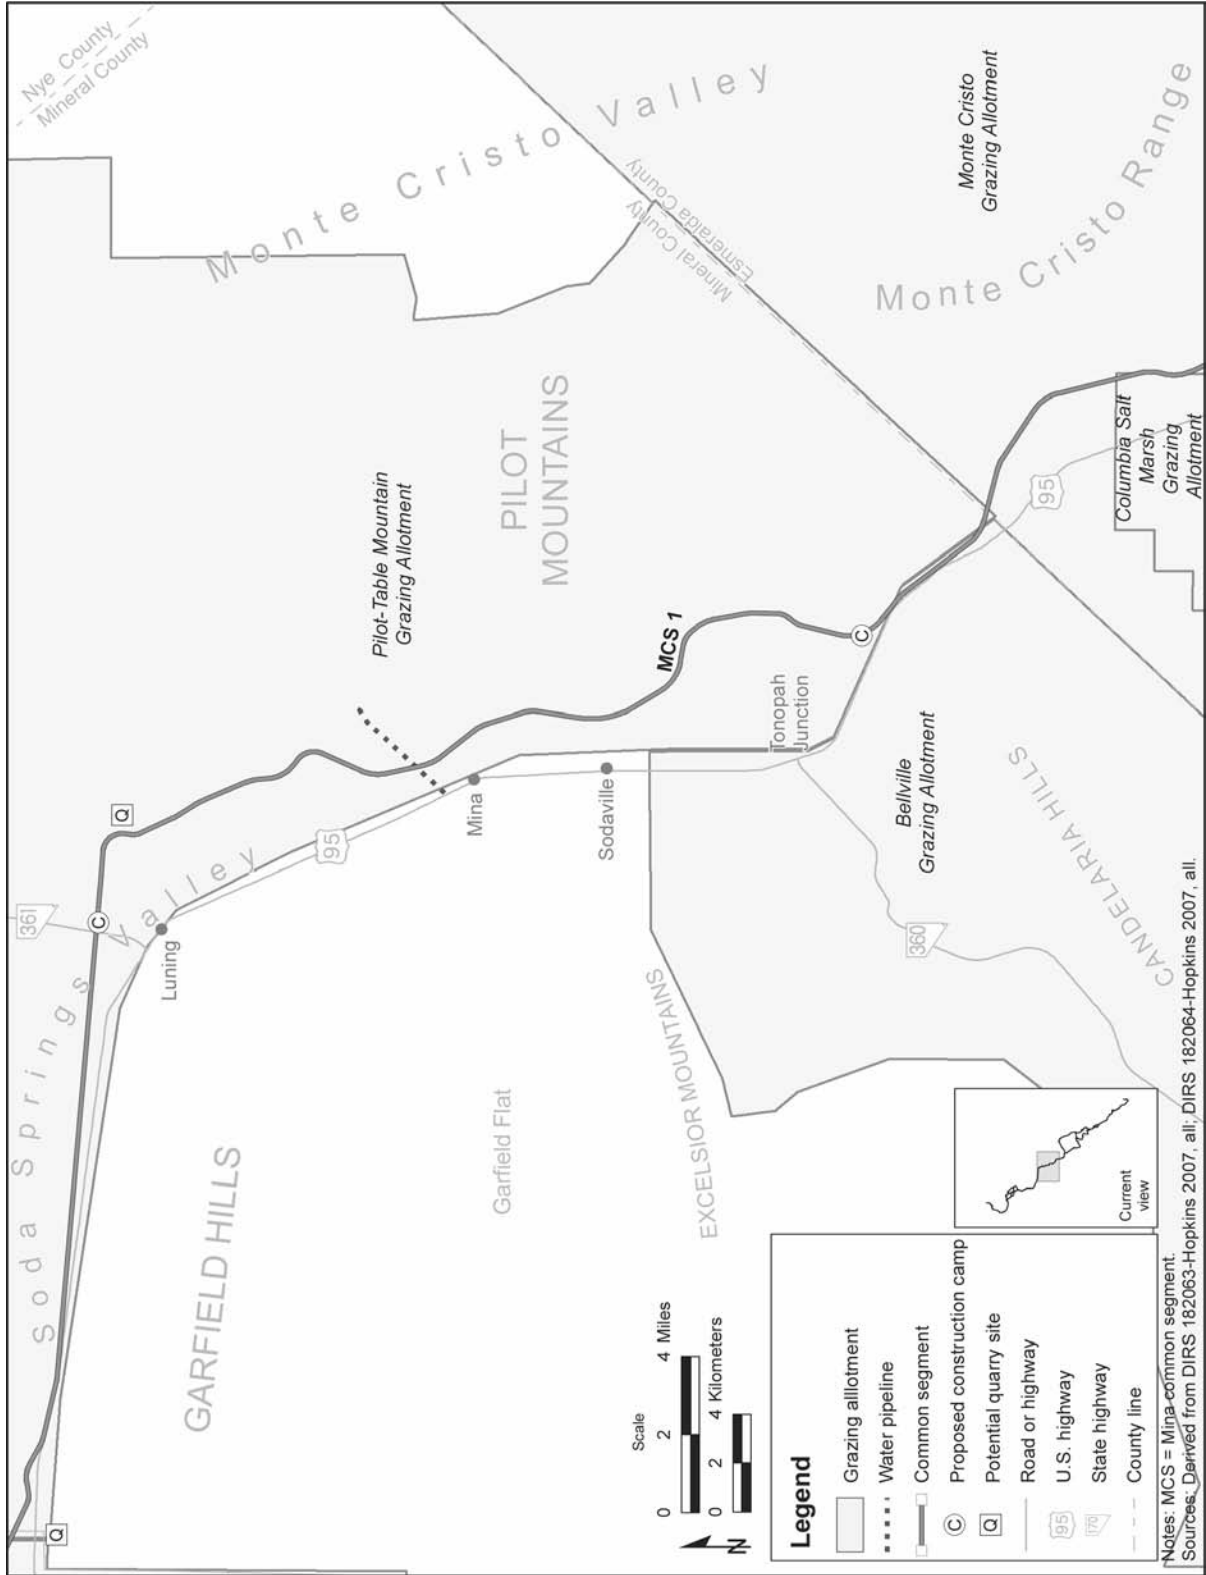 Nye County
Mineral County
361
Soda Springs Valley
Monte Cristo Valley
Luning
95
GARFIELD HILLS
Pilot-Table Mountain
Grazing Allotment
Mina
Garfield Flat
PILOT
MOUNTAINS
Sodaville
MCS 1
EXCELSIOR MOUNTAINS
Mineral County
Esmeralda County
Tonopah
Junction
Bellville
Grazing Allotment
360
Monte Cristo
Grazing Allotment
Monte Cristo Range
95
CANDELARIA HILLS
Columbia Salt
Marsh
Grazing
Allotment
C
C
Q
Q
Scale
0 2 4 Miles
0 2 4 Kilometers
N
Legend
Grazing alllotment
Water pipeline
Common segment
C Proposed construction camp
Q Potential quarry site
Road or highway
95 U.S. highway
170 State highway
County line
Current
view
Notes: MCS = Mina common segment.
Sources: Derived from DIRS 182063-Hopkins 2007, all; DIRS 182064-Hopkins 2007, all.